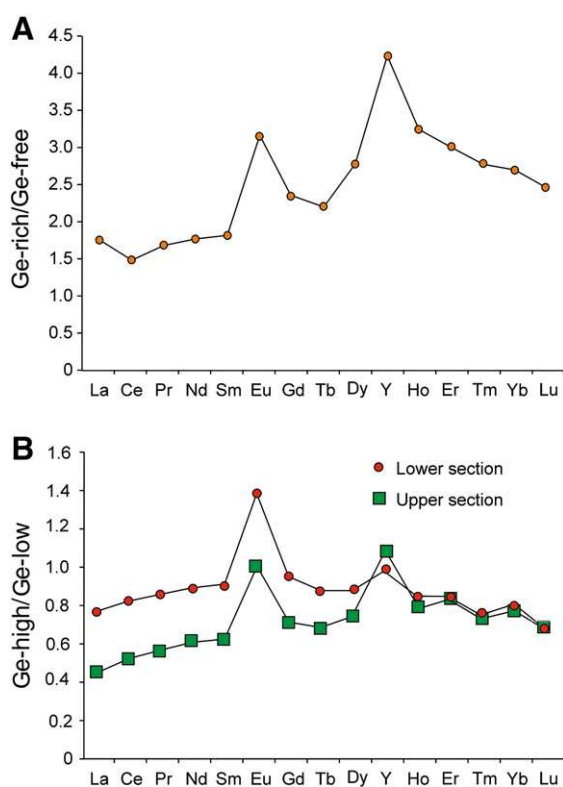 A
Ge-rich/Ge-free
4.5
4.0
3.5
3.0
2.5
2.0
1.5
1.0
0.5
0
La Ce Pr Nd Sm Eu Gd Tb Dy Y Ho Er Tm Yb Lu
B
Ge-high/Ge-low
1.6
1.4
1.2
1.0
0.8
0.6
0.4
0.2
0
Lower section
Upper section
La Ce Pr Nd Sm Eu Gd Tb Dy Y Ho Er Tm Yb Lu